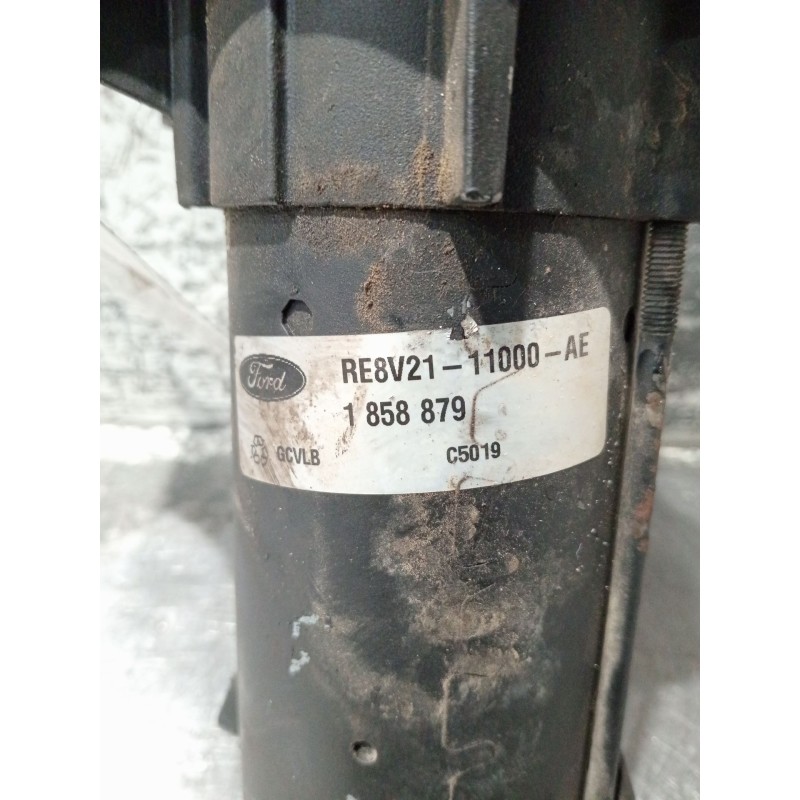 Ford
RE8V21-11000-AE
1 858 879
GCVLB
C5019